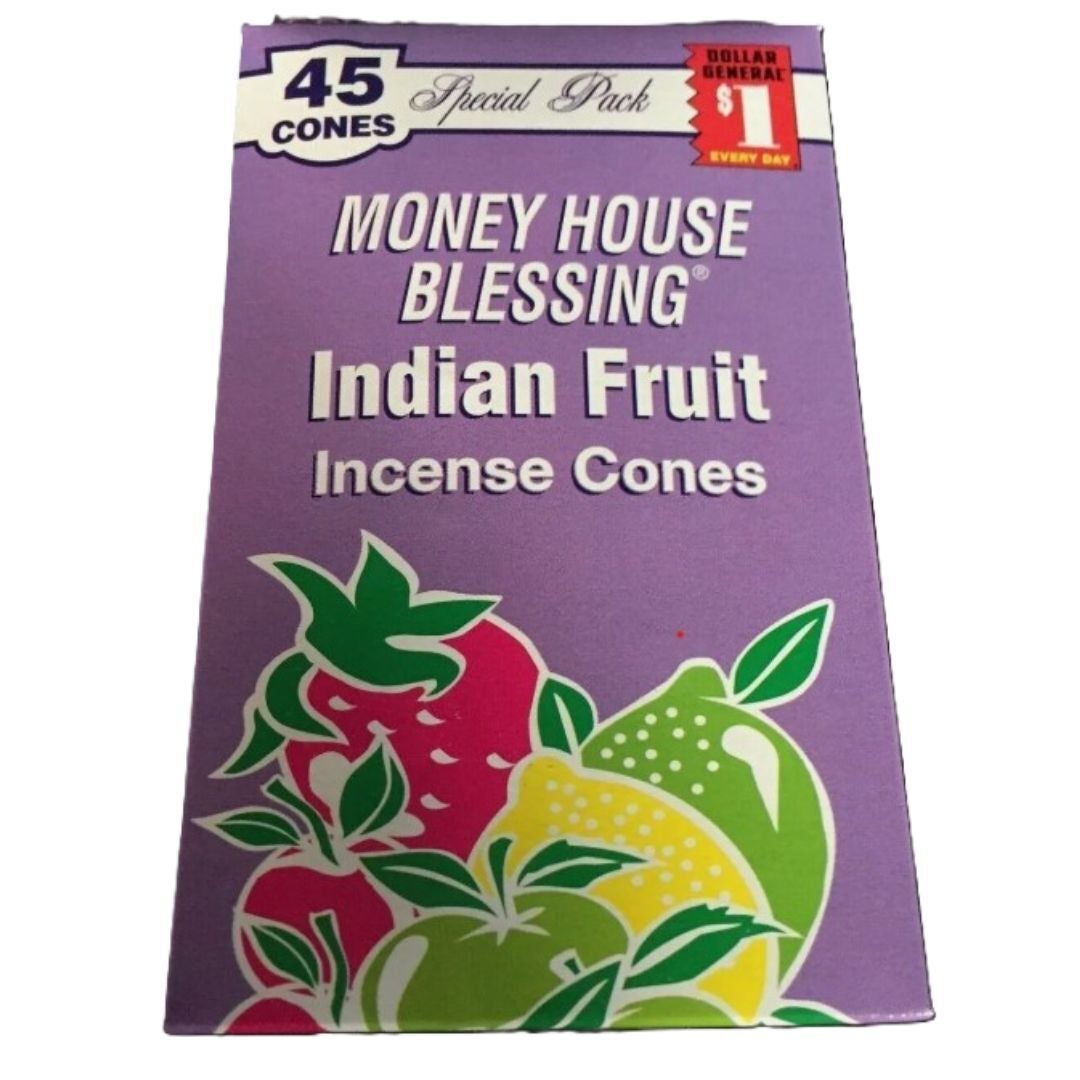 45
CONES
Special Pack
DOLLAR
GENERAL
$1
EVERY DAY
MONEY HOUSE
BLESSING®
Indian Fruit
Incense Cones